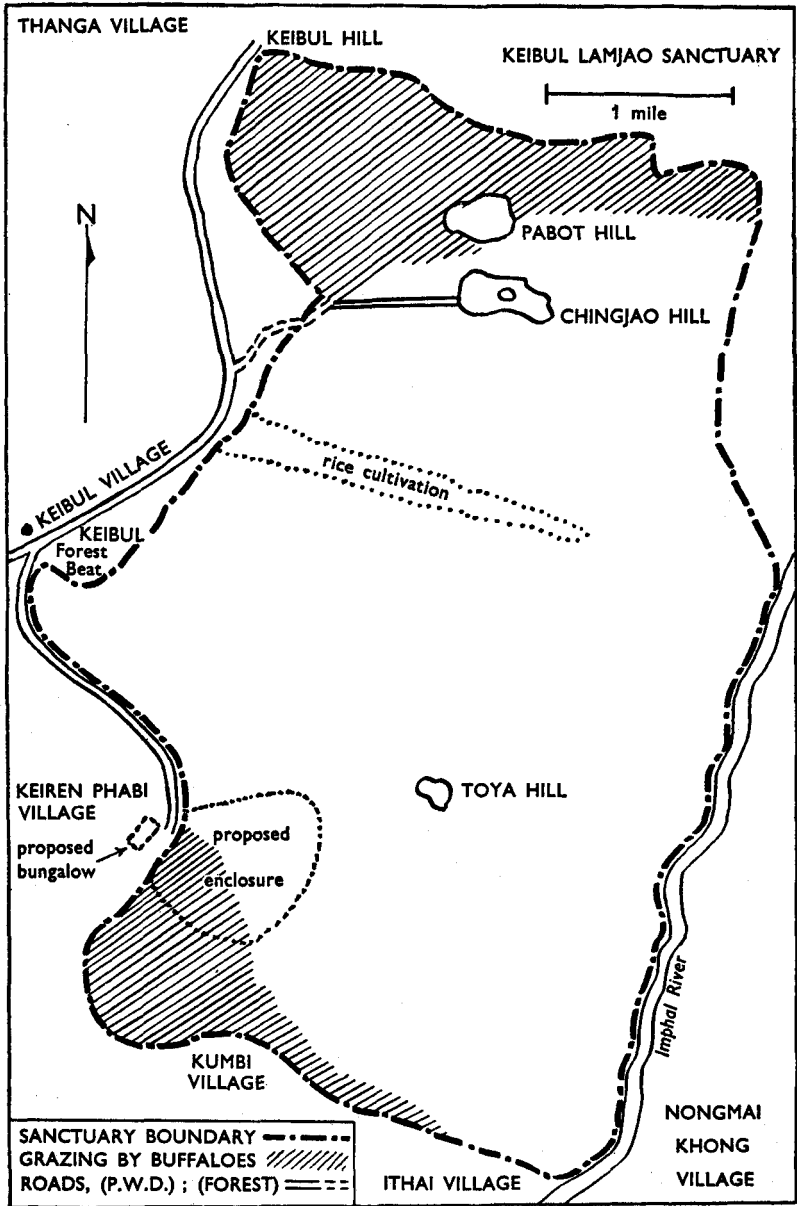 THANGA VILLAGE
KEIBUL HILL
KEIBUL LAMJAO SANCTUARY
1 mile
N
PABOT HILL
CHINGJAO HILL
rice cultivation
KEIBUL VILLAGE
KEIBUL
Forest
Beat
KEIREN PHABI
VILLAGE
proposed
bungalow
proposed
enclosure
TOYA HILL
Imphal River
KUMBI
VILLAGE
NONGMAI
KHONG
VILLAGE
ITHAI VILLAGE
SANCTUARY BOUNDARY
GRAZING BY BUFFALOES
ROADS, (P.W.D.) ; (FOREST)